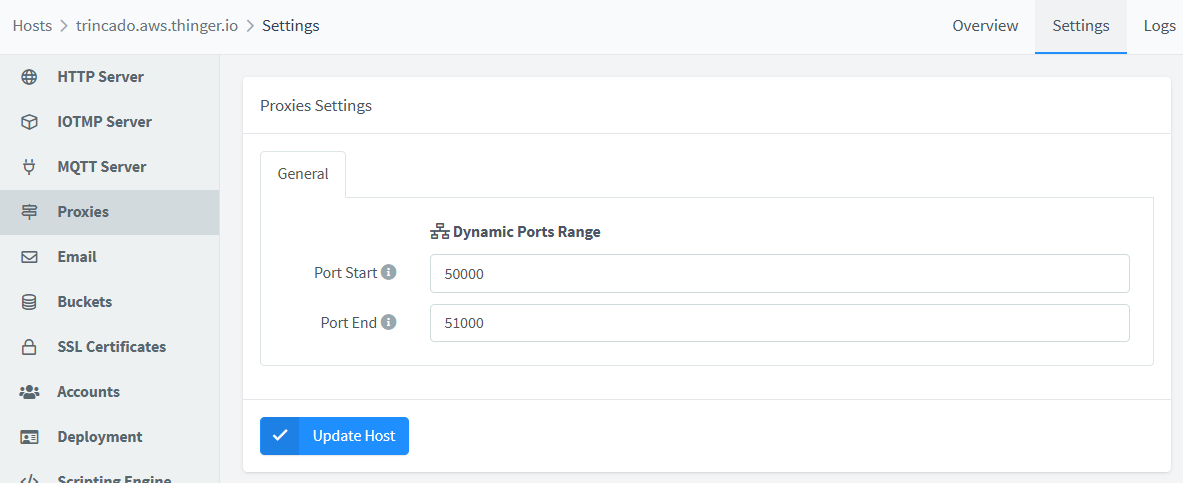 Hosts > trincado.aws.thinger.io > Settings
Overview
Settings
Logs
HTTP Server
IOTMP Server
MQTT Server
Proxies
Email
Buckets
SSL Certificates
Accounts
Deployment
Scripting Engine
Proxies Settings
General
Dynamic Ports Range
Port Start
50000
Port End
51000
Update Host